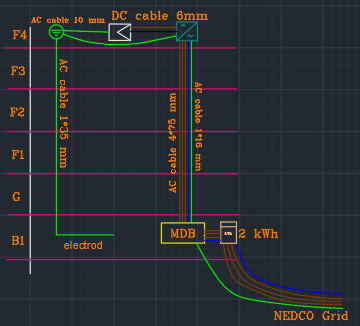 DC cable 6mm
AC cable 10 mm
F4
F3
F2
F1
G
B1
AC cable 1*35 mm
AC cable 4*75 mm
AC cable 1*16 mm
electrod
MDB
2 kWh
NEDCO Grid